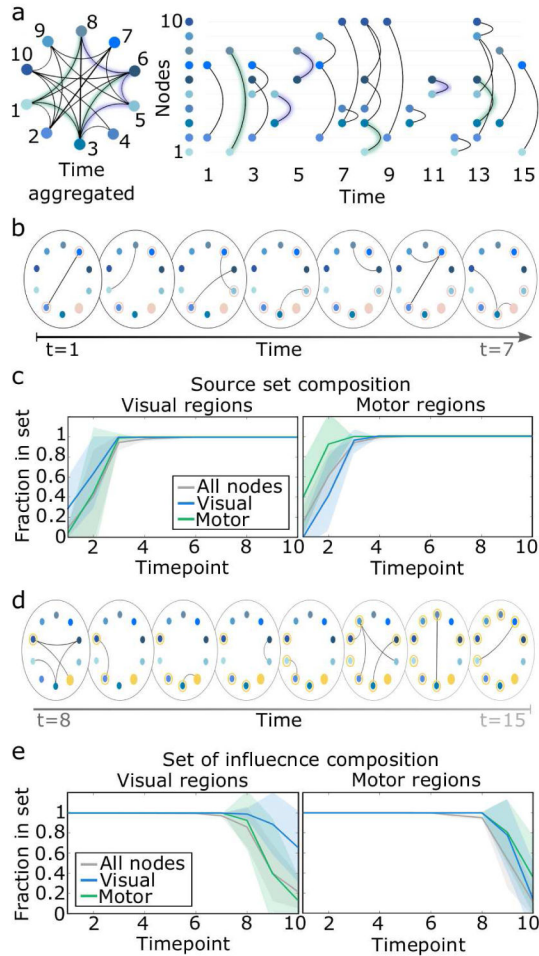 a
8
9
7
10
6
1
5
2
4
3
Time
aggregated
Nodes
10
1
1 3 5 7 9 11 13 15
Time
b
t=1 Time t=7
c
Source set composition
Visual regions Motor regions
Fraction in set
1
0.8
0.6
0.4
0.2
0
All nodes
Visual
Motor
2 4 6 8 10 2 4 6 8 10
Timepoint Timepoint
d
t=8 Time t=15
e
Set of influecnce composition
Visual regions Motor regions
Fraction in set
1
0.8
0.6
0.4
0.2
0
All nodes
Visual
Motor
2 4 6 8 10 2 4 6 8 10
Timepoint Timepoint